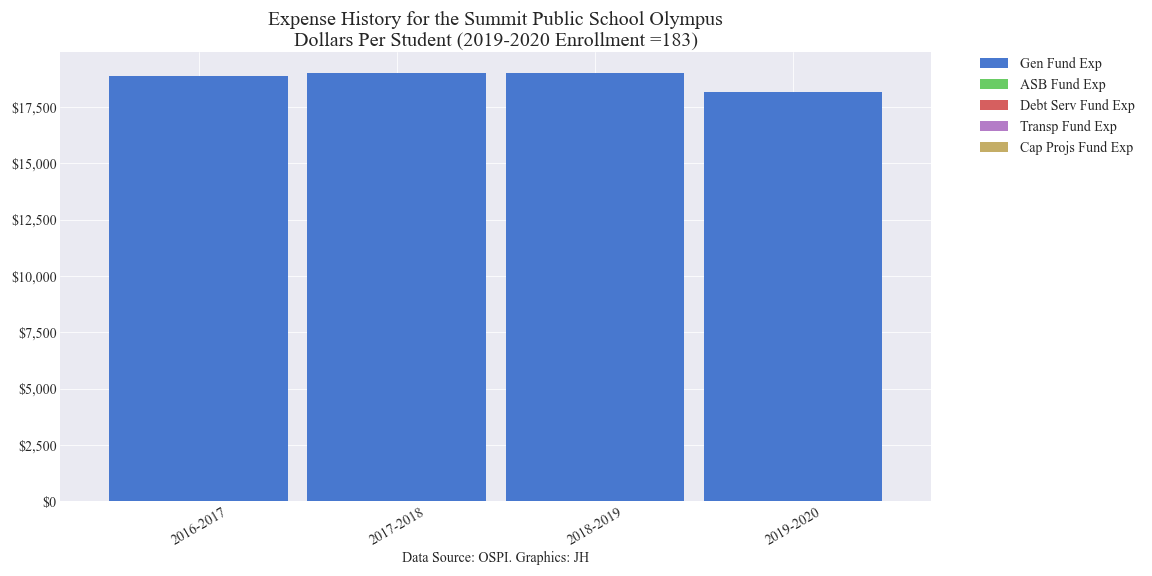 Expense History for the Summit Public School Olympus
Dollars Per Student (2019-2020 Enrollment =183)
Gen Fund Exp
ASB Fund Exp
Debt Serv Fund Exp
Transp Fund Exp
Cap Projs Fund Exp
$17,500
$15,000
$12,500
$10,000
$7,500
$5,000
$2,500
$0
2016-2017
2017-2018
2018-2019
2019-2020
Data Source: OSPI. Graphics: JH